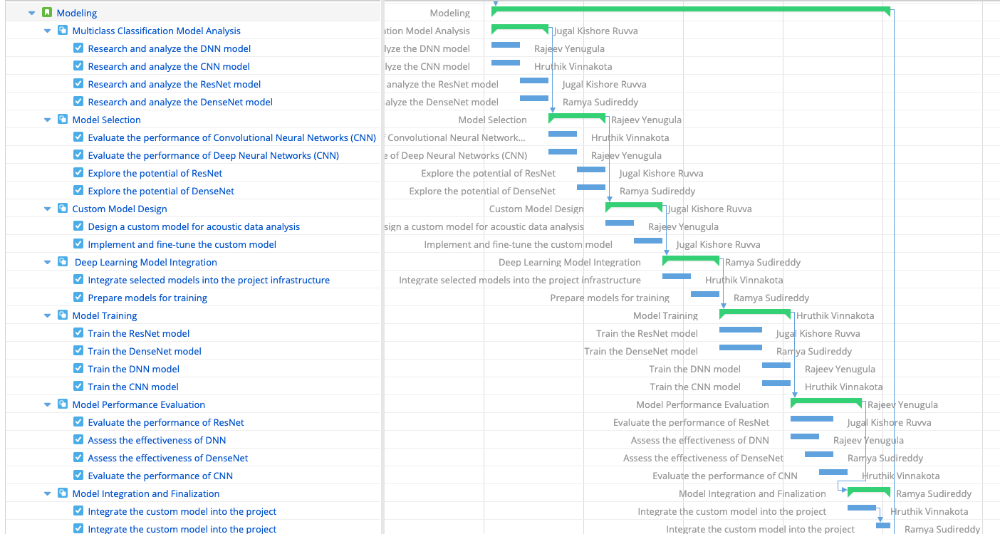 Modeling Modeling
Multiclass Classification Model Analysis ation Model Analysis Jugal Kishore Ruvva
Research and analyze the DNN model lyze the DNN model Rajeev Yenugula
Research and analyze the CNN model lyze the CNN model Hruthik Vinnakota
Research and analyze the ResNet model analyze the ResNet model Jugal Kishore Ruvva
Research and analyze the DenseNet model alyze the DenseNet model Ramya Sudireddy
Model Selection Model Selection Rajeev Yenugula
Evaluate the performance of Convolutional Neural Networks (CNN) f Convolutional Neural Network... Hruthik Vinnakota
Evaluate the performance of Deep Neural Networks (CNN) e of Deep Neural Networks (CNN) Rajeev Yenugula
Explore the potential of ResNet Explore the potential of ResNet Jugal Kishore Ruvva
Explore the potential of DenseNet Explore the potential of DenseNet Ramya Sudireddy
Custom Model Design Custom Model Design Jugal Kishore Ruvva
Design a custom model for acoustic data analysis sign a custom model for acoustic data analysis Rajeev Yenugula
Implement and fine-tune the custom model Implement and fine-tune the custom model Jugal Kishore Ruvva
Deep Learning Model Integration Deep Learning Model Integration Ramya Sudireddy
Integrate selected models into the project infrastructure Integrate selected models into the project infrastructure Hruthik Vinnakota
Prepare models for training Prepare models for training Ramya Sudireddy
Model Training Model Training Hruthik Vinnakota
Train the ResNet model Train the ResNet model Jugal Kishore Ruvva
Train the DenseNet model Train the DenseNet model Ramya Sudireddy
Train the DNN model Train the DNN model Rajeev Yenugula
Train the CNN model Train the CNN model Hruthik Vinnakota
Model Performance Evaluation Model Performance Evaluation Rajeev Yenugula
Evaluate the performance of ResNet Evaluate the performance of ResNet Jugal Kishore Ruvva
Assess the effectiveness of DNN Assess the effectiveness of DNN Rajeev Yenugula
Assess the effectiveness of DenseNet Assess the effectiveness of DenseNet Ramya Sudireddy
Evaluate the performance of CNN Evaluate the performance of CNN Hruthik Vinnakota
Model Integration and Finalization Model Integration and Finalization Ramya Sudireddy
Integrate the custom model into the project Integrate the custom model into the project Hruthik Vinnakota
Integrate the custom model into the project Integrate the custom model into the project Ramya Sudireddy